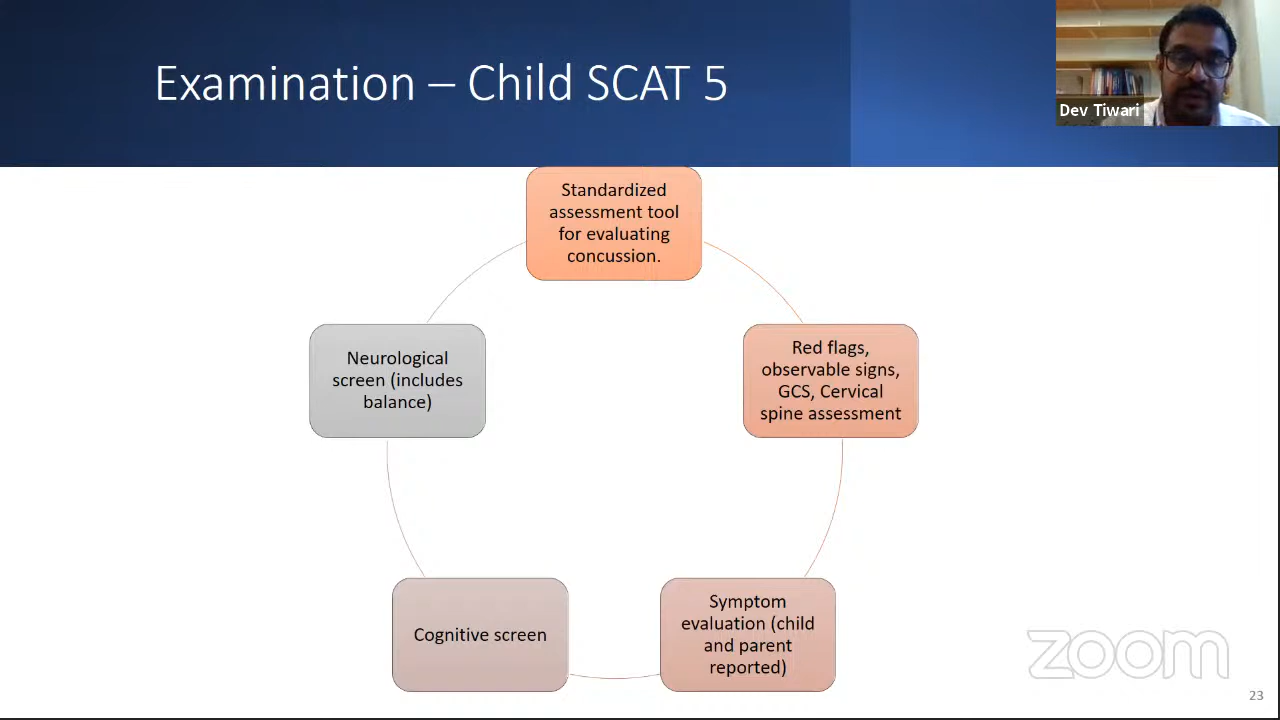 Examination – Child SCAT 5
Dev Tiwari
Standardized
assessment tool
for evaluating
concussion.
Red flags,
observable signs,
GCS, Cervical
spine assessment
Symptom
evaluation (child
and parent
reported)
Cognitive screen
Neurological
screen (includes
balance)
zoom
23